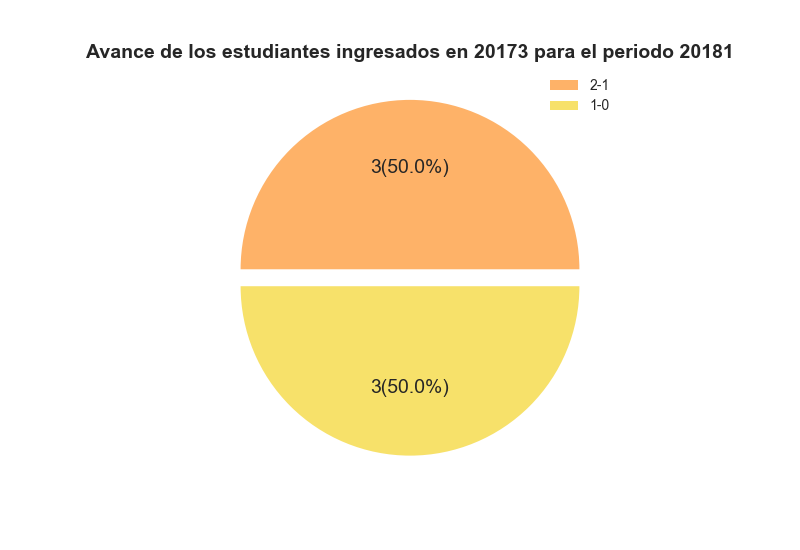 Avance de los estudiantes ingresados en 20173 para el periodo 20181
2-1
1-0
3(50.0%)
3(50.0%)